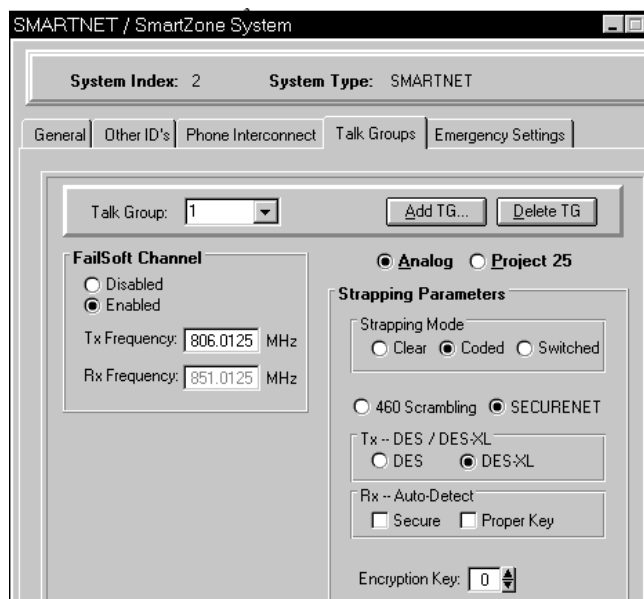 SMARTNET / SmartZone System
System Index: 2 System Type: SMARTNET
General Other ID's Phone Interconnect Talk Groups Emergency Settings
Talk Group: 1 Add TG... Delete TG
FailSoft Channel
Disabled
Enabled
Tx Frequency: 806.0125 MHz
Rx Frequency: 851.0125 MHz
Analog Project 25
Strapping Parameters
Strapping Mode
Clear Coded Switched
460 Scrambling SECURENET
Tx -- DES / DES-XL
DES DES-XL
Rx -- Auto-Detect
Secure Proper Key
Encryption Key: 0